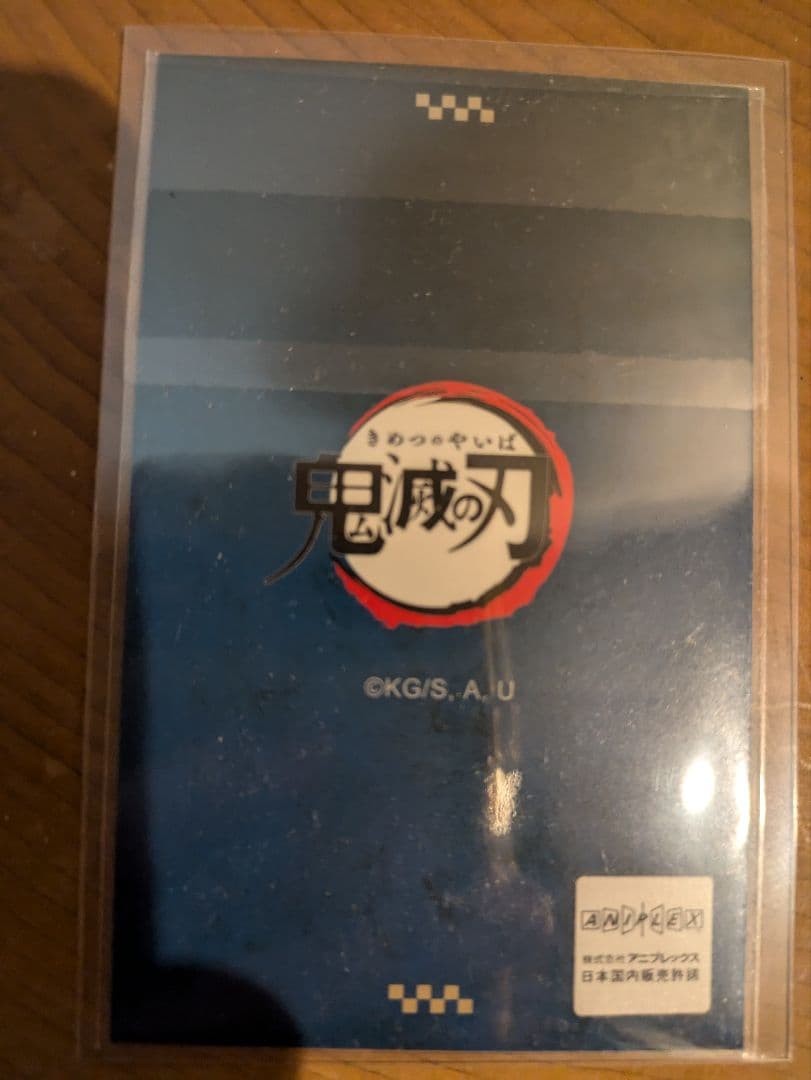 きめつのやいば
鬼滅の刃
©KG/S, A, U
ANIPLEX
株式会社アニプレックス
日本国内販売許諾